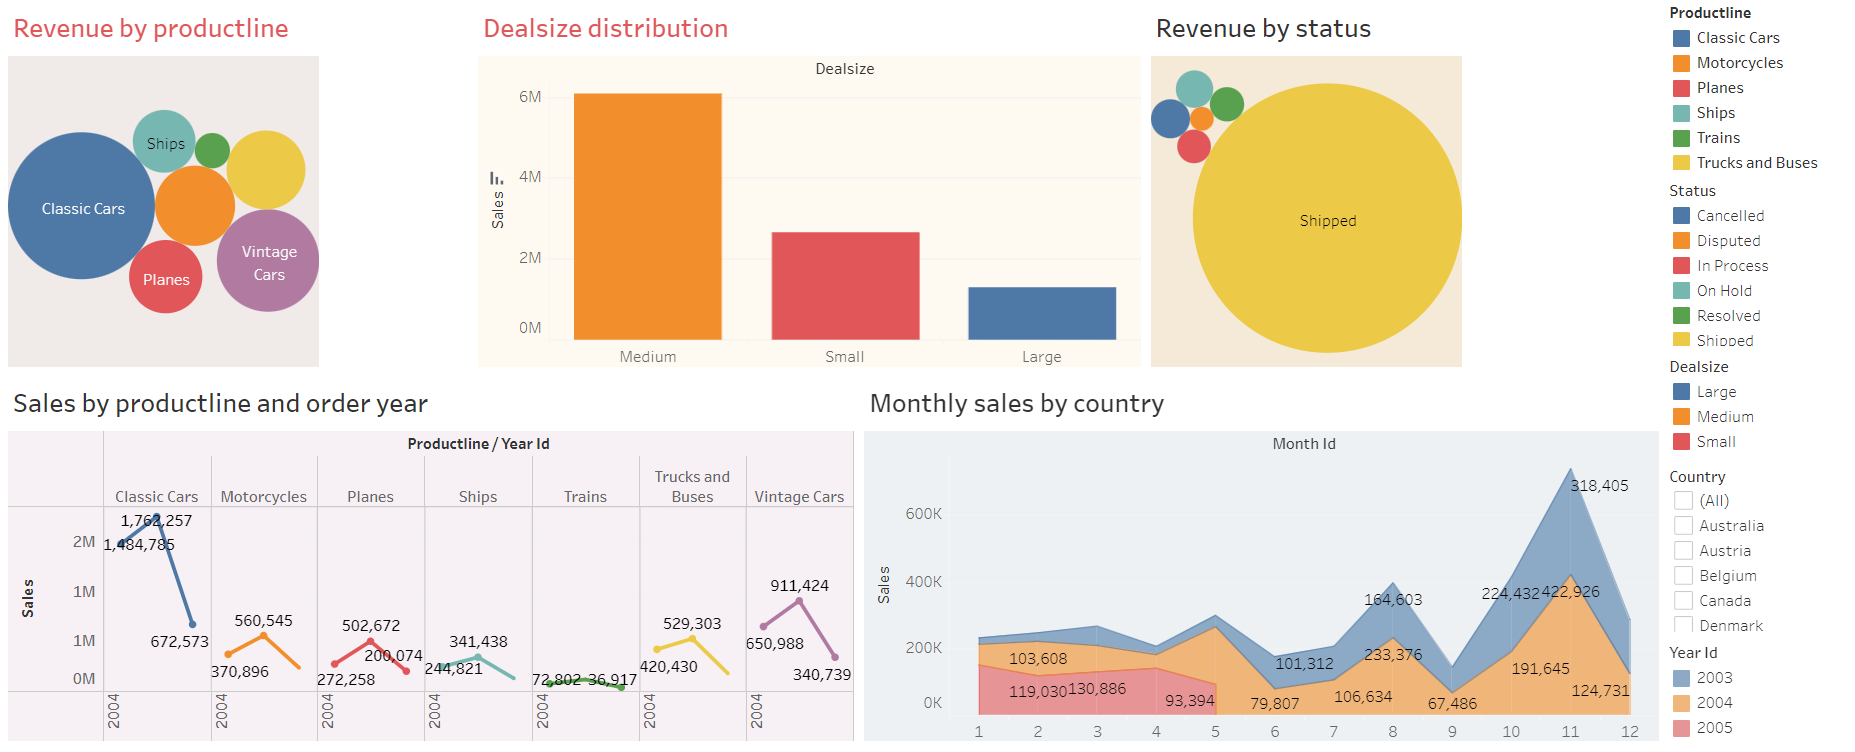 Revenue by productline
Classic Cars
Ships
Planes
Vintage
Cars
Dealsize distribution
Dealsize
Sales
6M
4M
2M
0M
Medium
Small
Large
Revenue by status
Shipped
Productline
Classic Cars
Motorcycles
Planes
Ships
Trains
Trucks and Buses
Status
Cancelled
Disputed
In Process
On Hold
Resolved
Shipped
Dealsize
Large
Medium
Small
Country
(All)
Australia
Austria
Belgium
Canada
Denmark
Year Id
2003
2004
2005
Sales by productline and order year
Productline / Year Id
Classic Cars
Motorcycles
Planes
Ships
Trains
Trucks and
Buses
Vintage Cars
Sales
2M
1M
1M
0M
1,762,257
1,484,785
672,573
560,545
370,896
502,672
200,074
272,258
341,438
244,821
72,802
36,917
529,303
420,430
911,424
650,988
340,739
2004
2004
2004
2004
2004
2004
2004
Monthly sales by country
Month Id
Sales
600K
400K
200K
0K
318,405
164,603
224,432
422,926
103,608
101,312
233,376
191,645
119,030
130,886
93,394
79,807
106,634
67,486
124,731
1
2
3
4
5
6
7
8
9
10
11
12